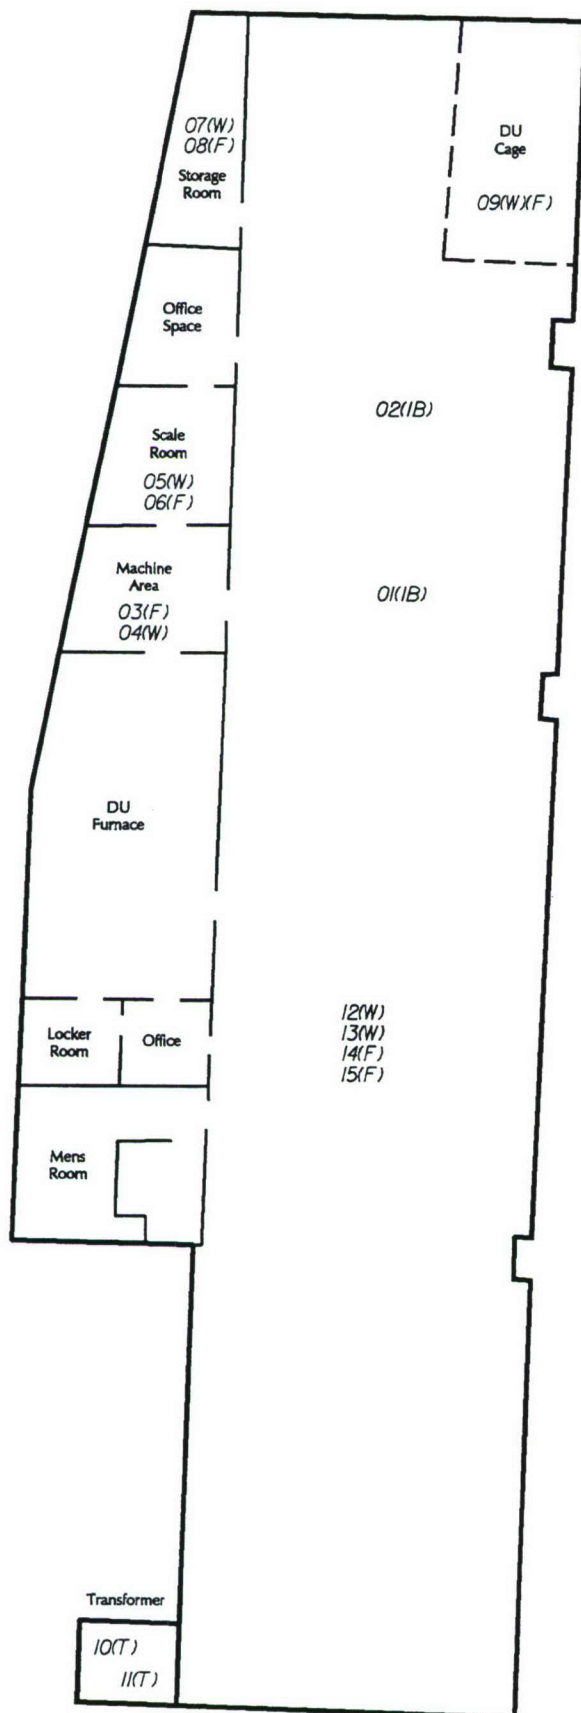 07(W)
08(F)
Storage
Room
DU
Cage
09(W)(F)
Office
Space
02(IB)
Scale
Room
05(W)
06(F)
Machine
Area
03(F)
04(W)
01(IB)
DU
Furnace
12(W)
13(W)
14(F)
15(F)
Locker
Room
Office
Mens
Room
Transformer
10(T)
11(T)